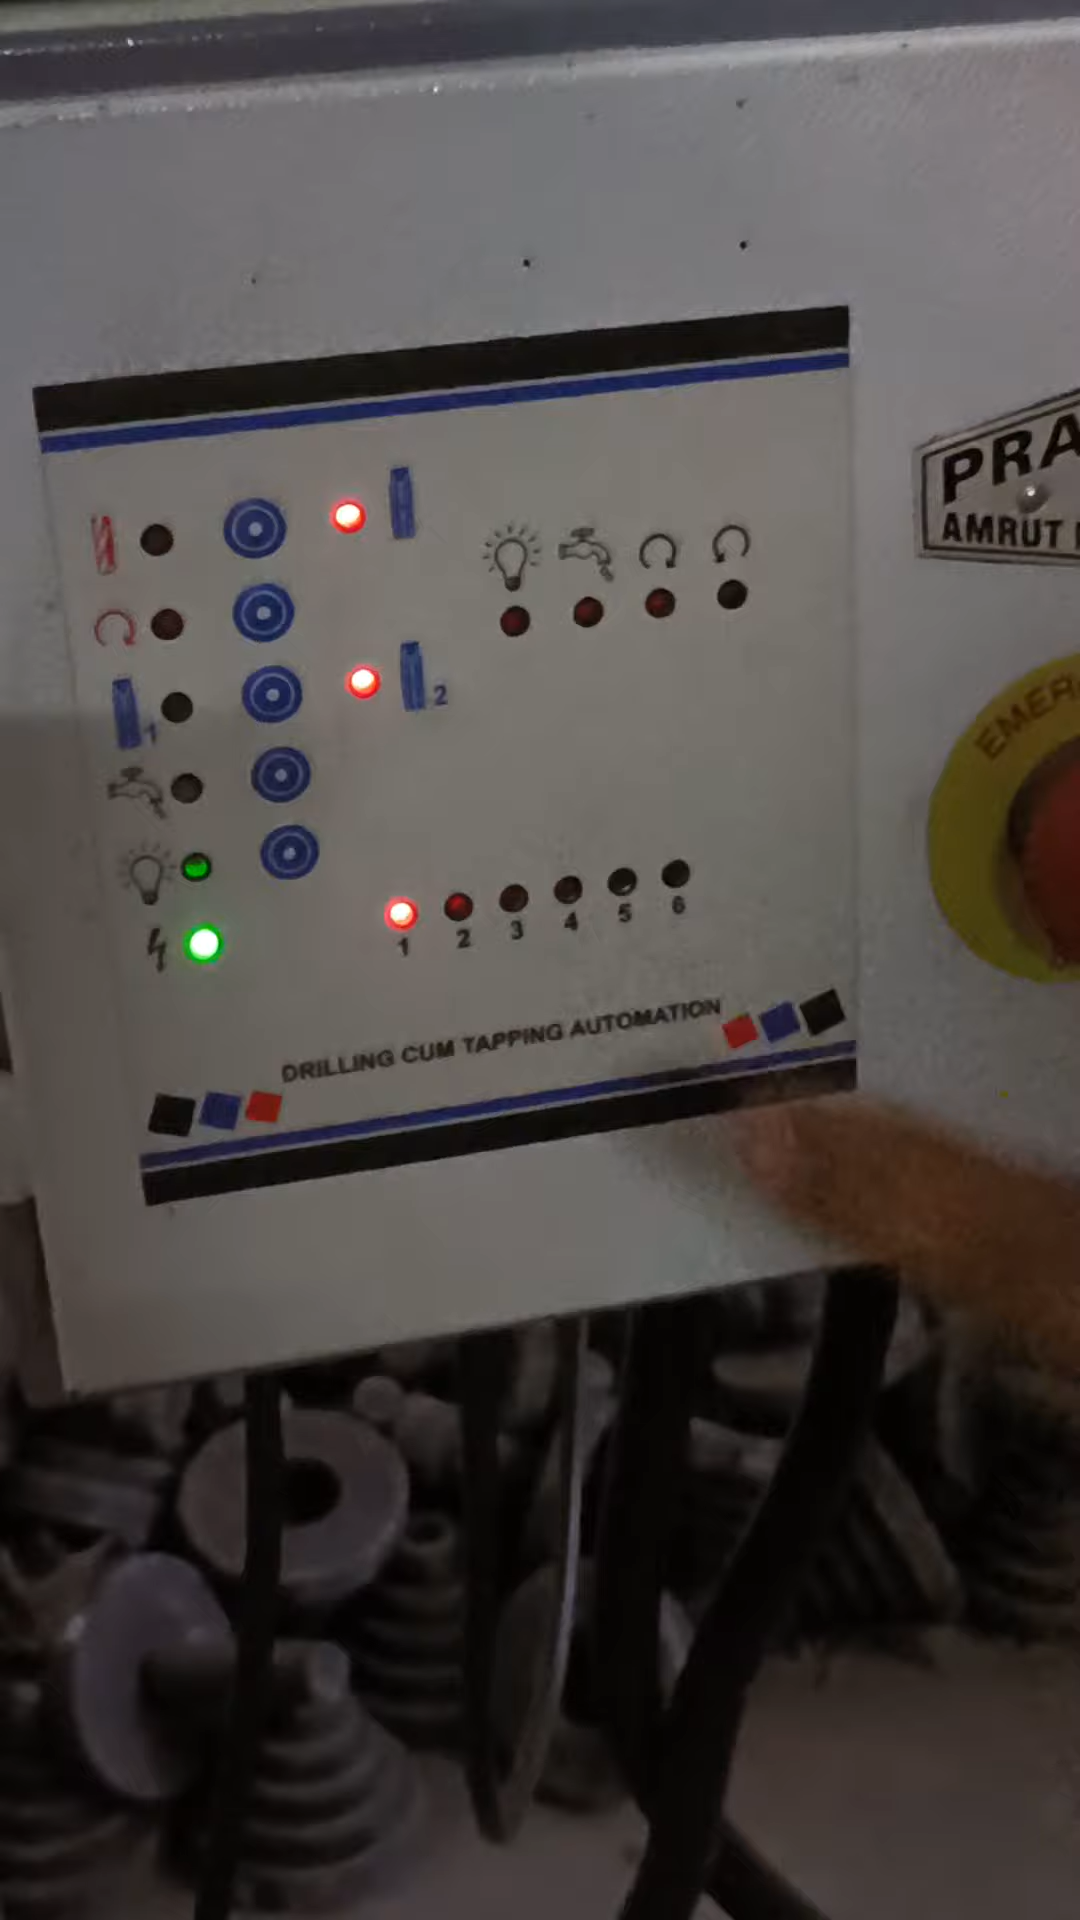 PRA
AMRUT
EMER
2
1
1 2 3 4 5 6
DRILLING CUM TAPPING AUTOMATION